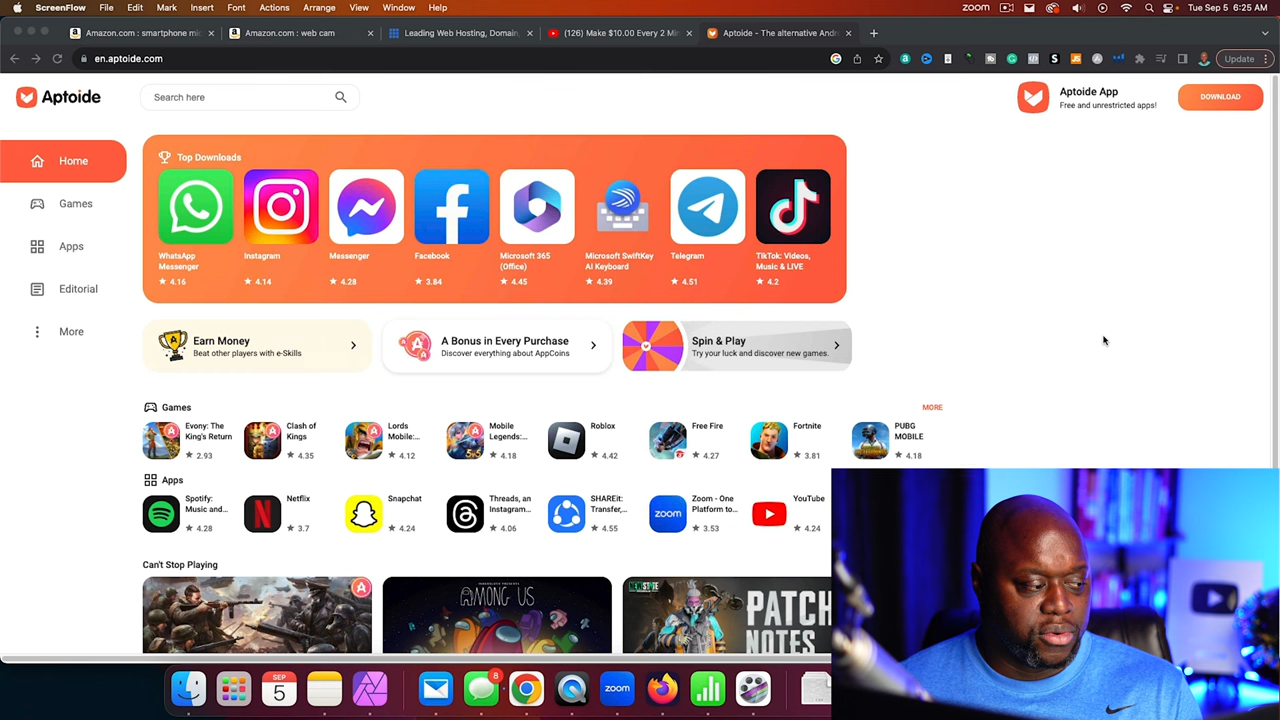 ScreenFlow File Edit Mark Insert Font Actions Arrange View Window Help zoom Tue Sep 5 6:25 AM
Amazon.com : smartphone mic
Amazon.com : web cam
Leading Web Hosting, Domain,
(126) Make $10.00 Every 2 Min
Aptoide - The alternative Andr
en.aptoide.com
Update
Aptoide
Search here
Aptoide App
Free and unrestricted apps!
DOWNLOAD
Home
Games
Apps
Editorial
More
Top Downloads
WhatsApp
Messenger
4.16
Instagram
4.14
Messenger
4.28
Facebook
3.84
Microsoft 365
(Office)
4.45
Microsoft SwiftKey
AI Keyboard
4.39
Telegram
4.51
TikTok: Videos,
Music & LIVE
4.2
Earn Money
Beat other players with e-Skills
A Bonus in Every Purchase
Discover everything about AppCoins
Spin & Play
Try your luck and discover new games.
Games
MORE
Evony: The
King's Return
2.93
Clash of
Kings
4.35
Lords
Mobile:...
4.12
Mobile
Legends:...
4.18
Roblox
4.42
Free Fire
4.27
Fortnite
3.81
PUBG
MOBILE
4.18
Apps
Spotify:
Music and...
4.28
Netflix
3.7
Snapchat
4.24
Threads, an
Instagram...
4.06
SHAREit:
Transfer,...
4.55
zoom
Zoom - One
Platform to...
3.53
YouTube
4.24
Can't Stop Playing
AMONG US
NEW STATE
PATCH
NOTES
SEP
5
8
zoom